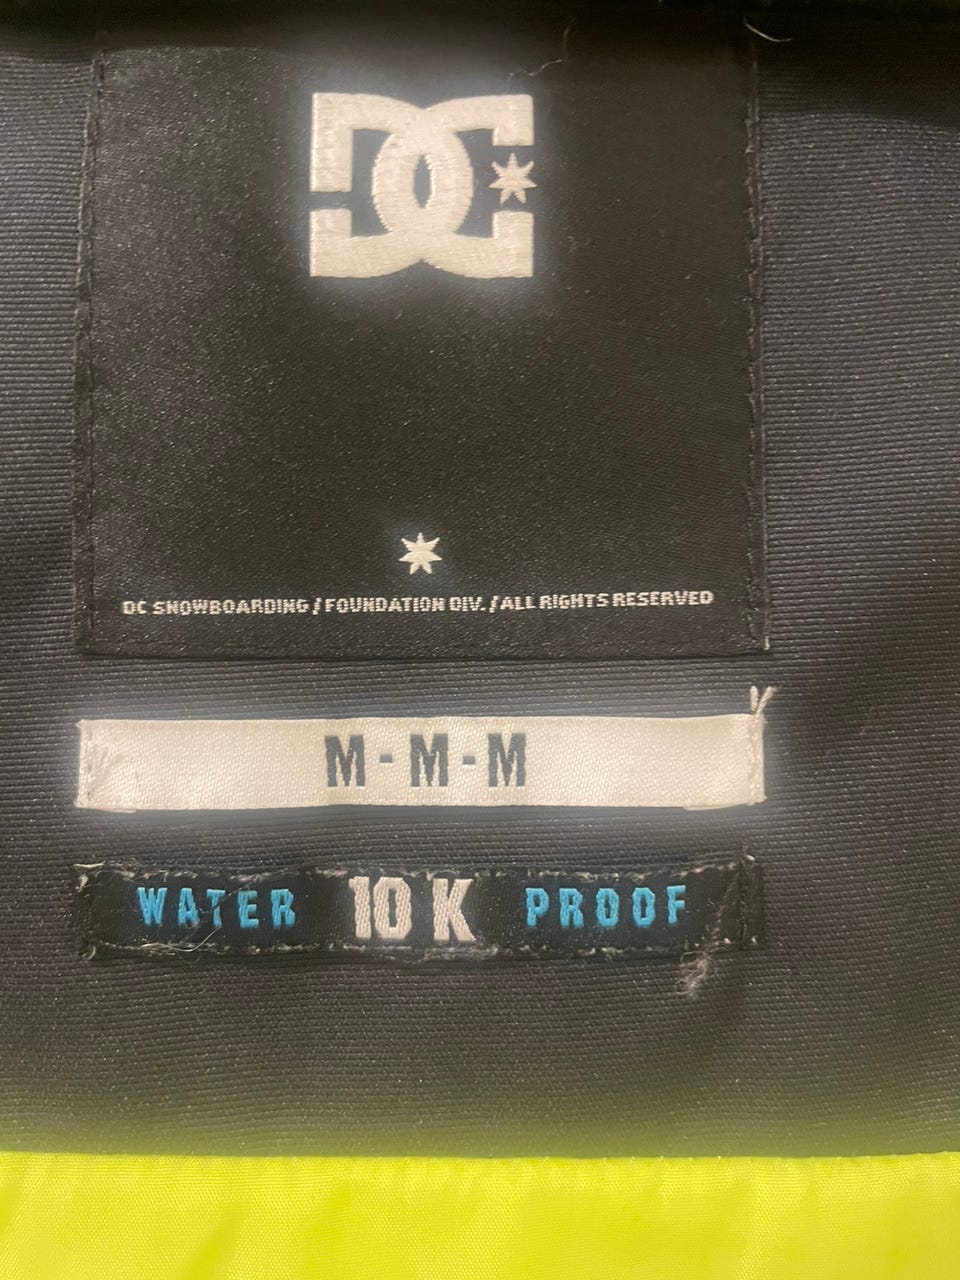 DC
DC SNOWBOARDING / FOUNDATION DIV. / ALL RIGHTS RESERVED
M - M - M
WATER 10K PROOF